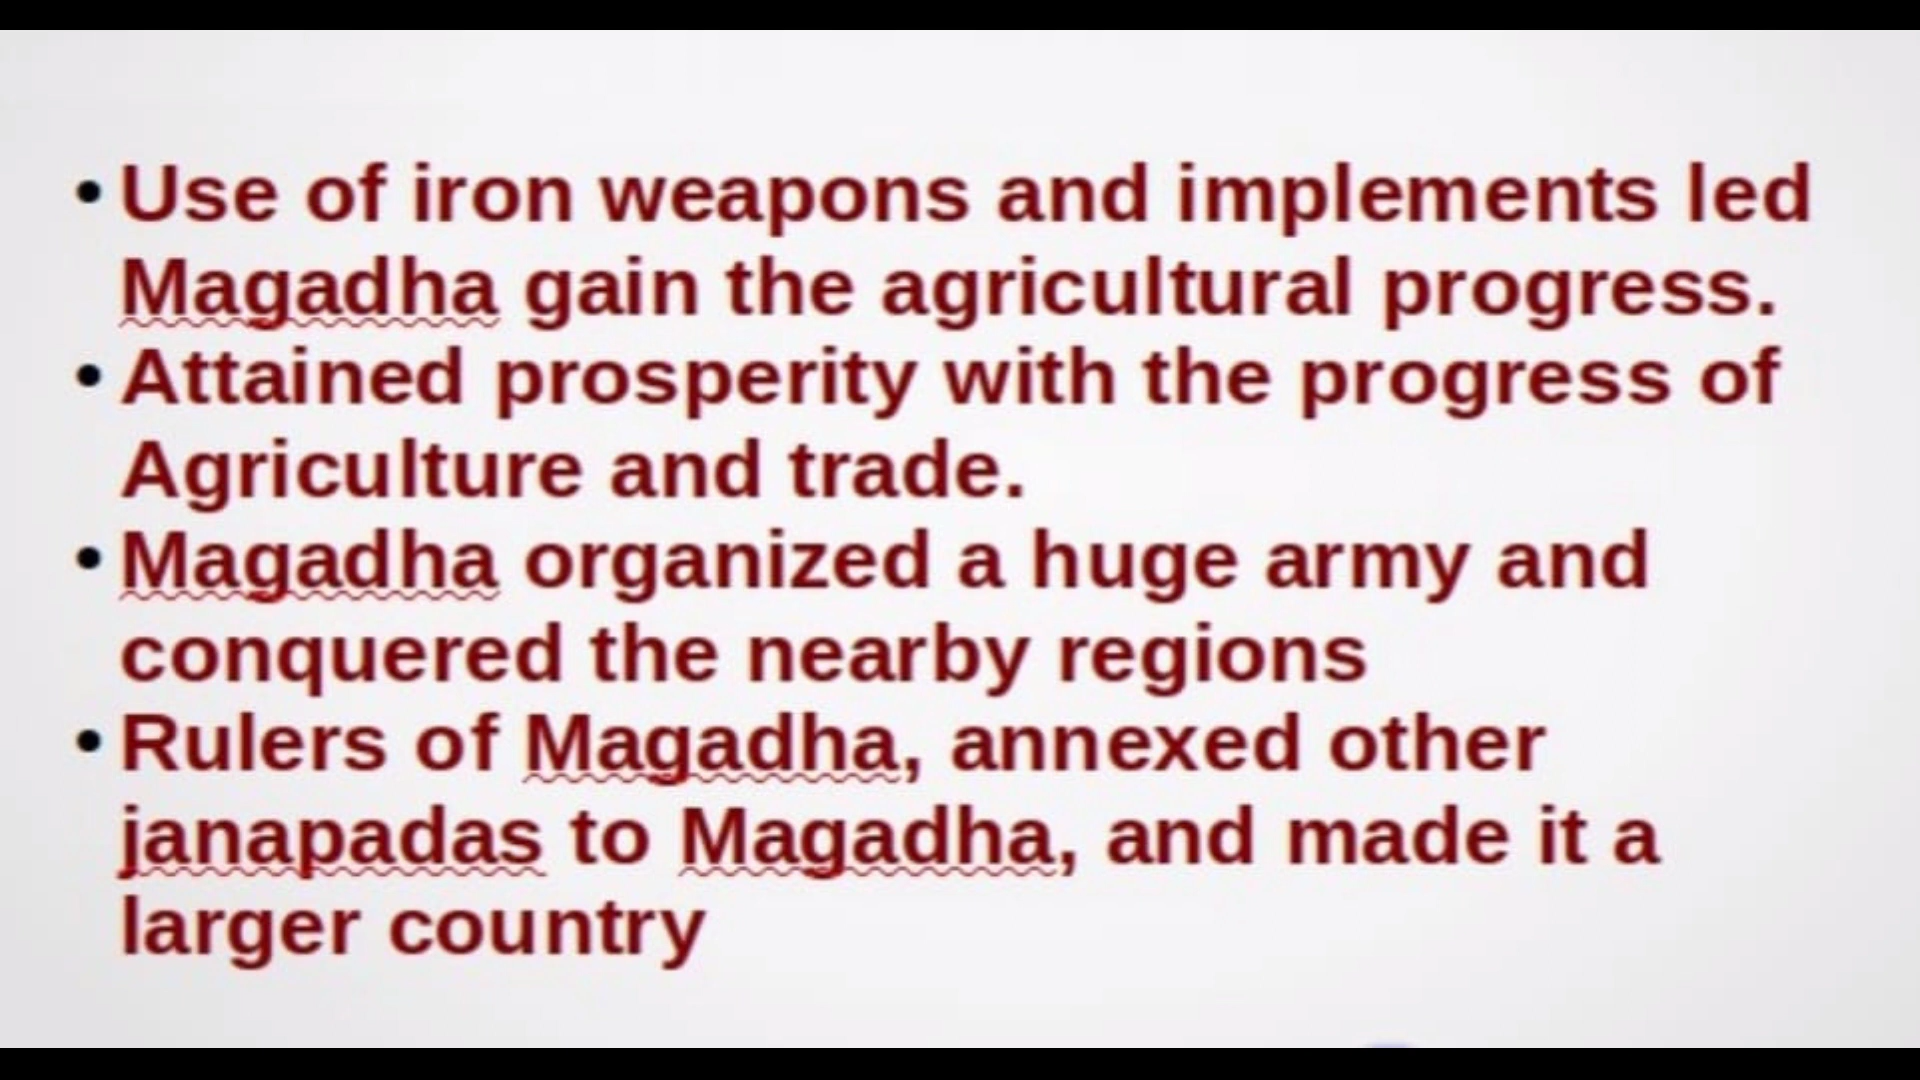 • Use of iron weapons and implements led
Magadha gain the agricultural progress.
• Attained prosperity with the progress of
Agriculture and trade.
• Magadha organized a huge army and
conquered the nearby regions
• Rulers of Magadha, annexed other
janapadas to Magadha, and made it a
larger country